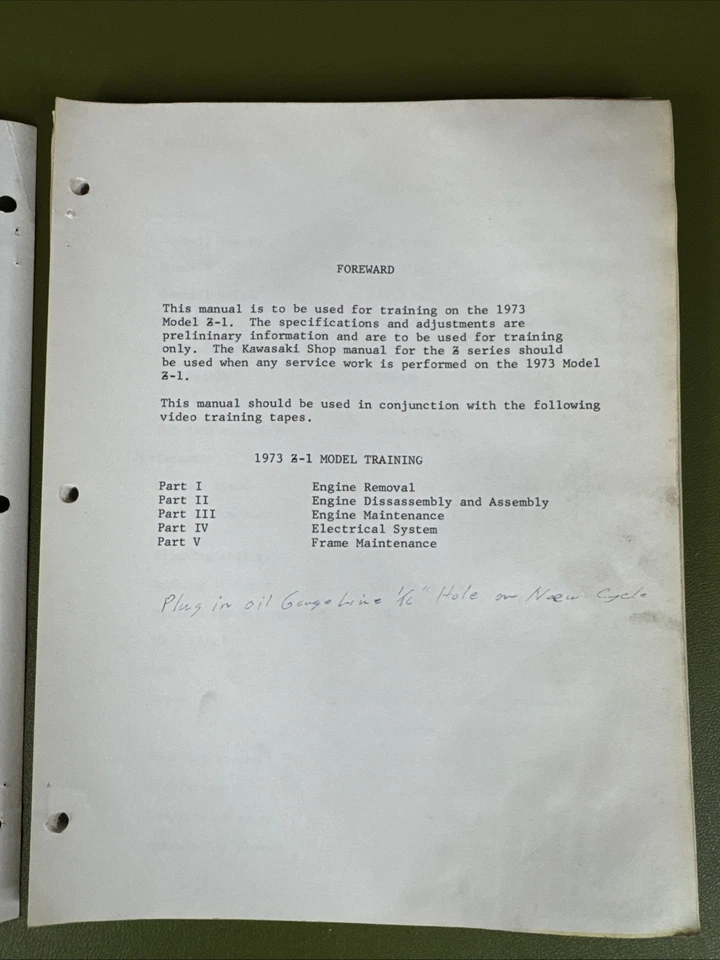 FOREWARD
This manual is to be used for training on the 1973
Model Z-1. The specifications and adjustments are
prelininary information and are to be used for training
only. The Kawasaki Shop manual for the Z series should
be used when any service work is performed on the 1973 Model
Z-1.
This manual should be used in conjunction with the following
video training tapes.
1973 Z-1 MODEL TRAINING
Part I Engine Removal
Part II Engine Dissassembly and Assembly
Part III Engine Maintenance
Part IV Electrical System
Part V Frame Maintenance
Plug in oil Gauge Line 1/16" Hole on New Cycle